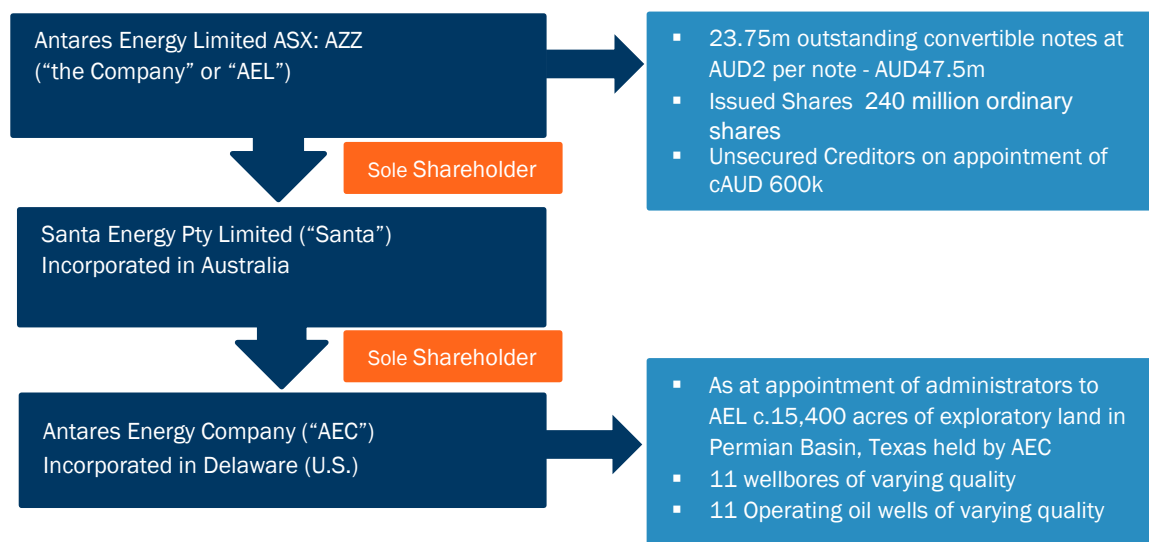 Antares Energy Limited ASX: AZZ
(“the Company” or “AEL”)
▪ 23.75m outstanding convertible notes at
AUD2 per note - AUD47.5m
▪ Issued Shares 240 million ordinary
shares
▪ Unsecured Creditors on appointment of
cAUD 600k
Sole Shareholder
Santa Energy Pty Limited (“Santa”)
Incorporated in Australia
Sole Shareholder
Antares Energy Company (“AEC”)
Incorporated in Delaware (U.S.)
▪ As at appointment of administrators to
AEL c.15,400 acres of exploratory land in
Permian Basin, Texas held by AEC
▪ 11 wellbores of varying quality
▪ 11 Operating oil wells of varying quality